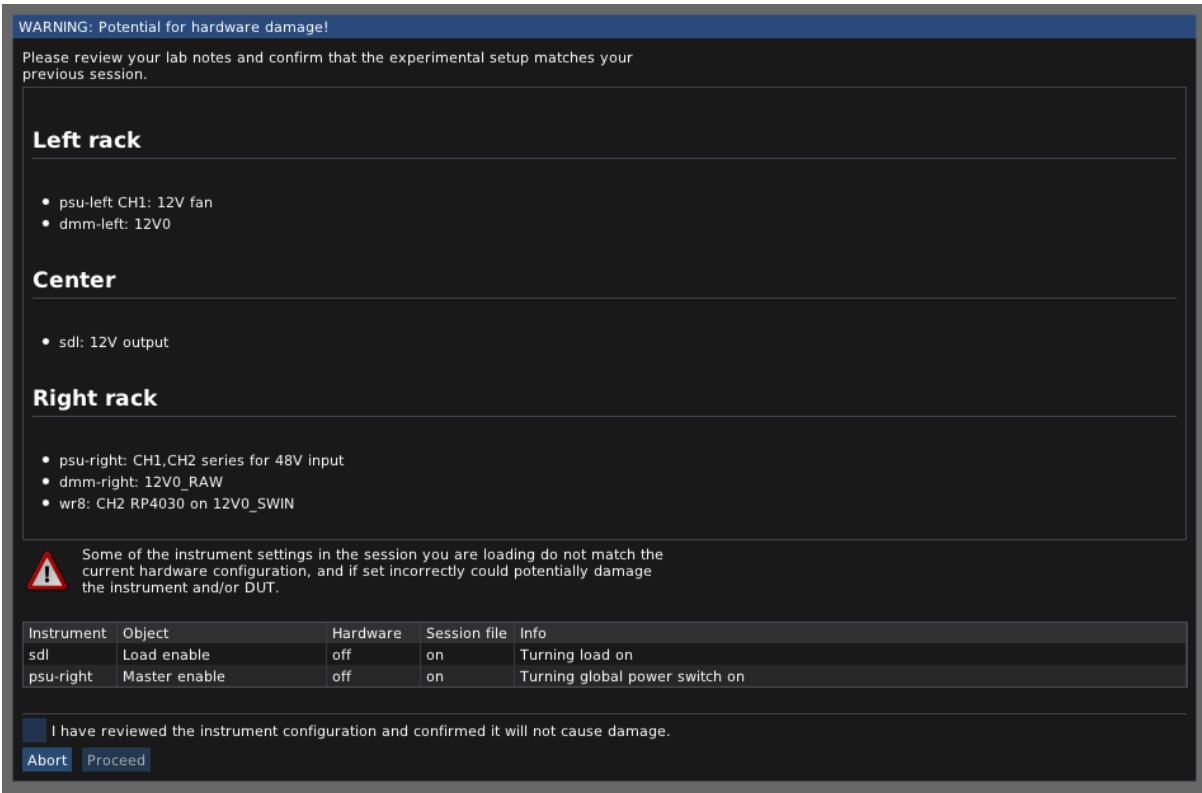 WARNING: Potential for hardware damage!
Please review your lab notes and confirm that the experimental setup matches your
previous session.
Left rack
psu-left CH1: 12V fan
dmm-left: 12V0
Center
sdl: 12V output
Right rack
psu-right: CH1,CH2 series for 48V input
dmm-right: 12V0_RAW
wr8: CH2 RP4030 on 12V0_SWIN
Some of the instrument settings in the session you are loading do not match the
current hardware configuration, and if set incorrectly could potentially damage
the instrument and/or DUT.
Instrument Object Hardware Session file Info
sdl Load enable off on Turning load on
psu-right Master enable off on Turning global power switch on
I have reviewed the instrument configuration and confirmed it will not cause damage.
Abort Proceed